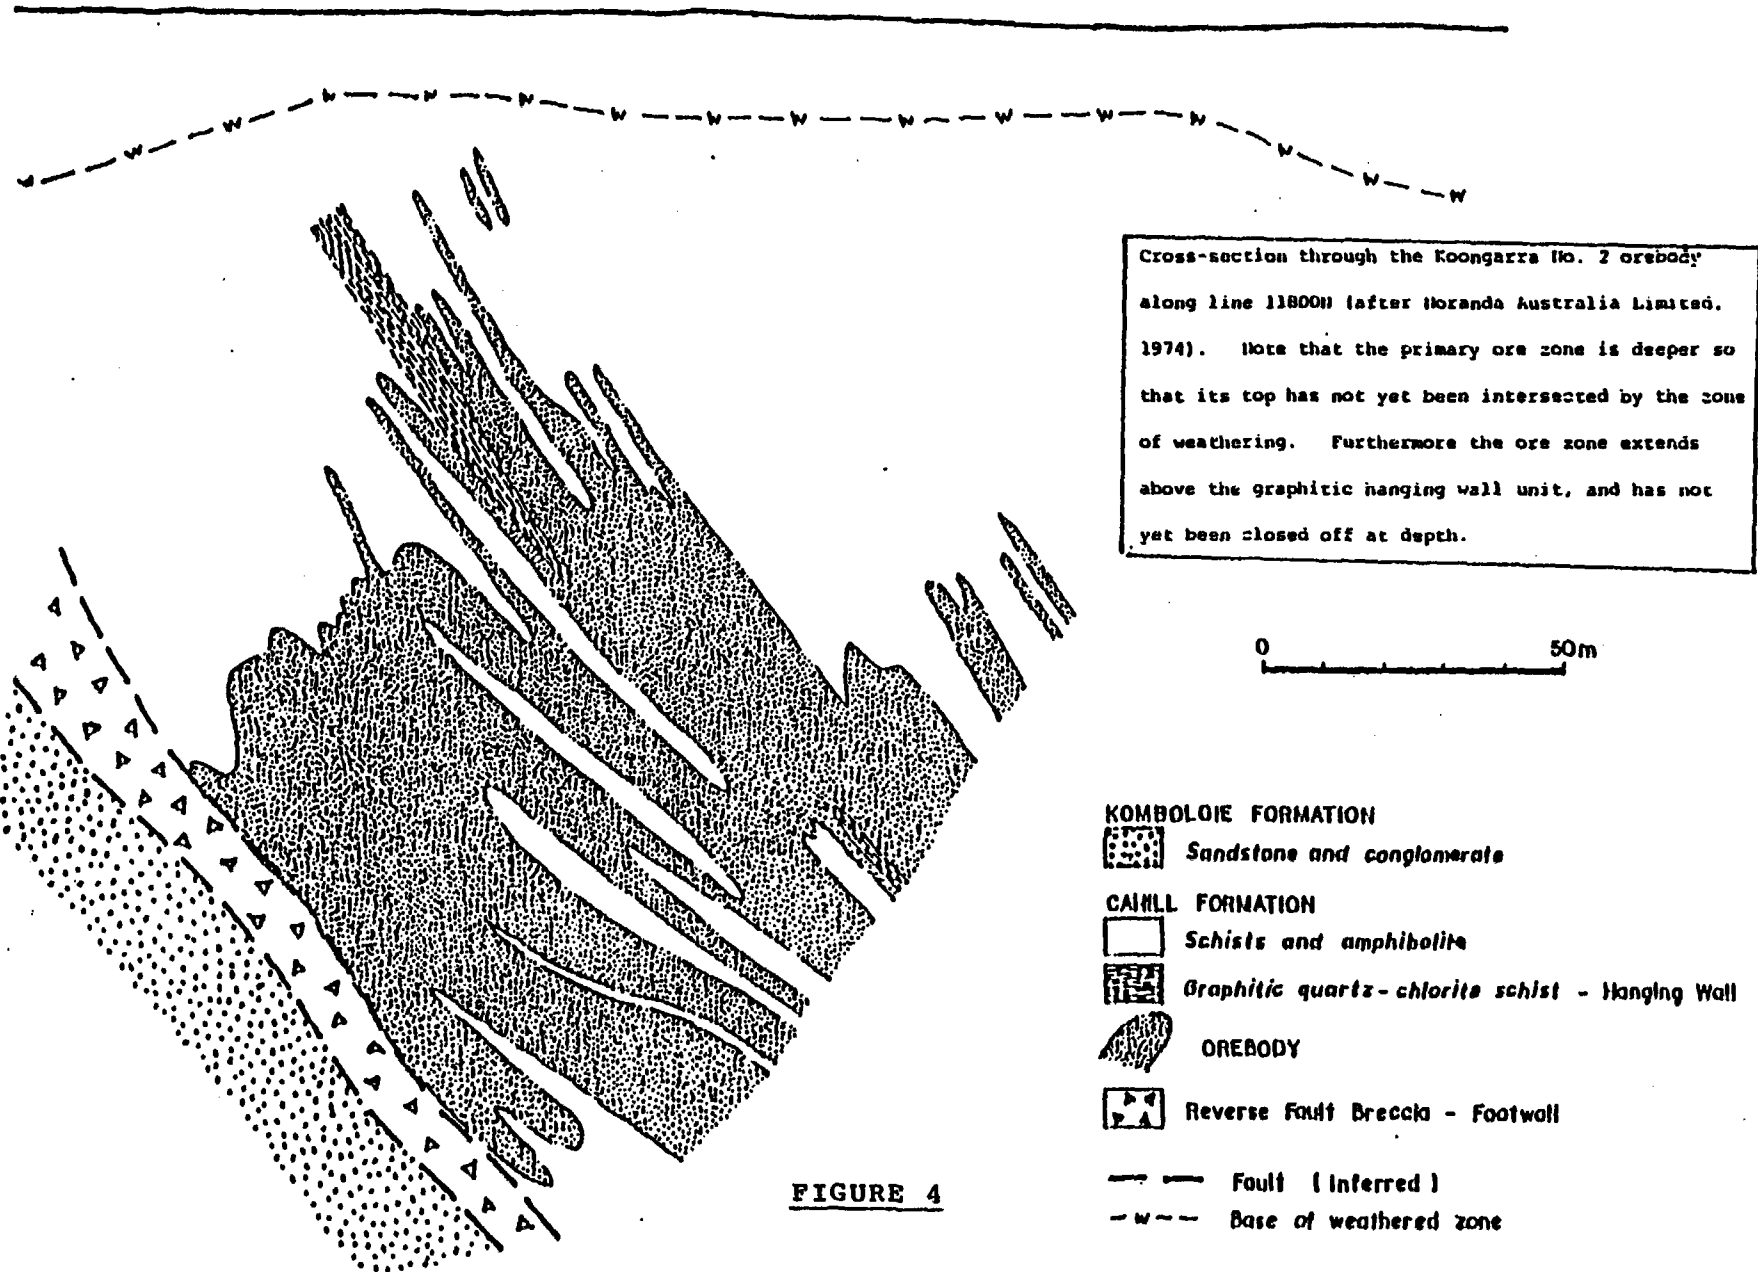 Cross-section through the Koongarra No. 2 orebody
along line 11800N (after Noranda Australia Limited.
1974). Note that the primary ore zone is deeper so
that its top has not yet been intersected by the zone
of weathering. Furthermore the ore zone extends
above the graphitic hanging wall unit, and has not
yet been closed off at depth.
0 50m
KOMBOLGIE FORMATION
Sandstone and conglomerate
CAHILL FORMATION
Schists and amphibolite
Graphitic quartz-chlorite schist - Hanging Wall
OREBODY
Reverse Fault Breccia - Footwall
Fault (Inferred)
W
Base of weathered zone
FIGURE 4